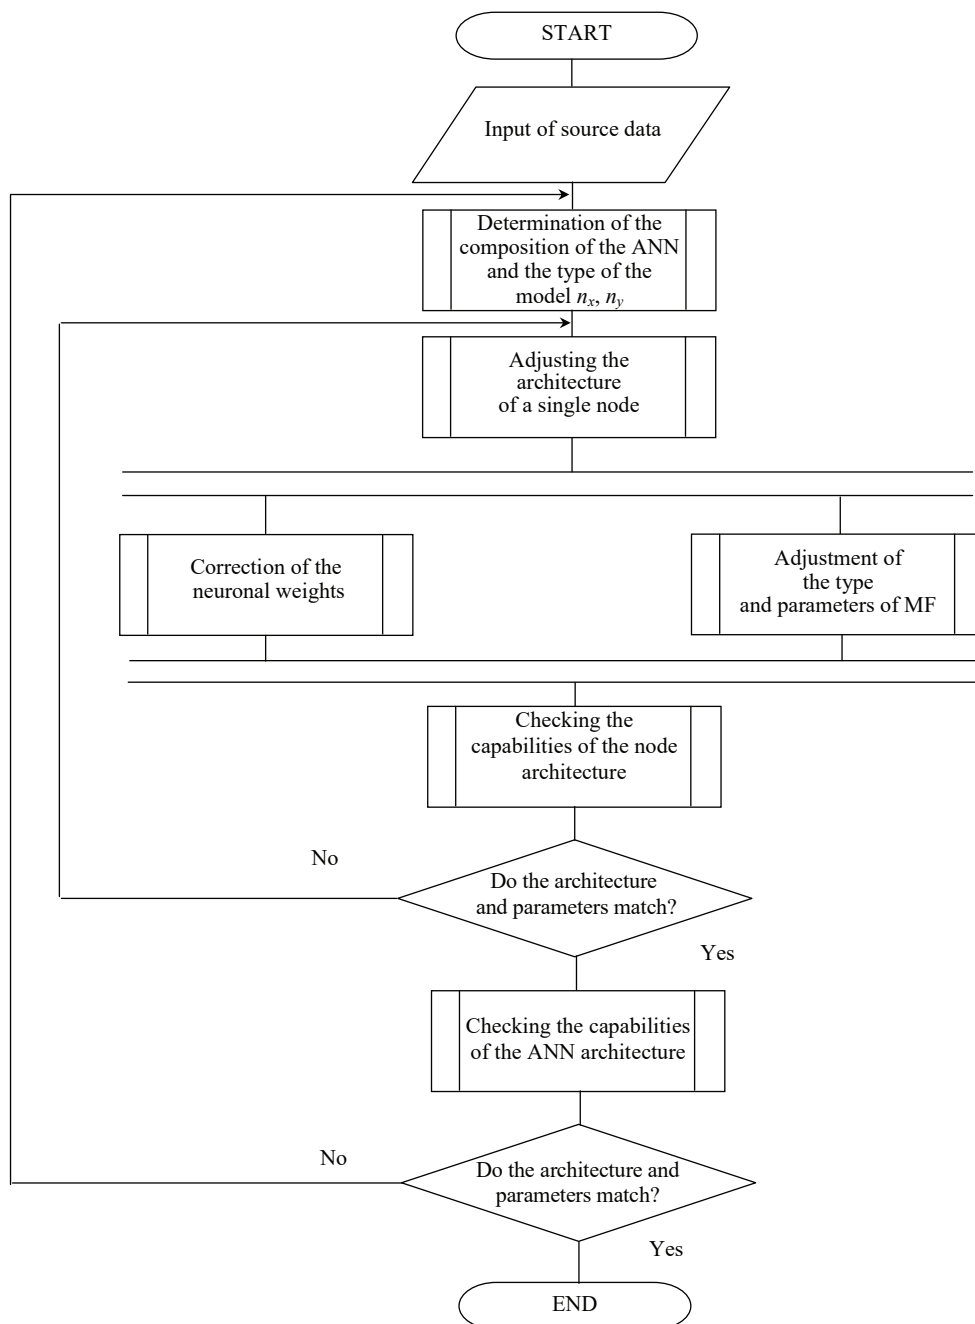 START
Input of source data
Determination of the
composition of the ANN
and the type of the
model nx, ny
Adjusting the
architecture
of a single node
Correction of the
neuronal weights
Adjustment of
the type
and parameters of MF
Checking the
capabilities of the node
architecture
No
Do the architecture
and parameters match?
Yes
Checking the capabilities
of the ANN architecture
No
Do the architecture and
parameters match?
Yes
END